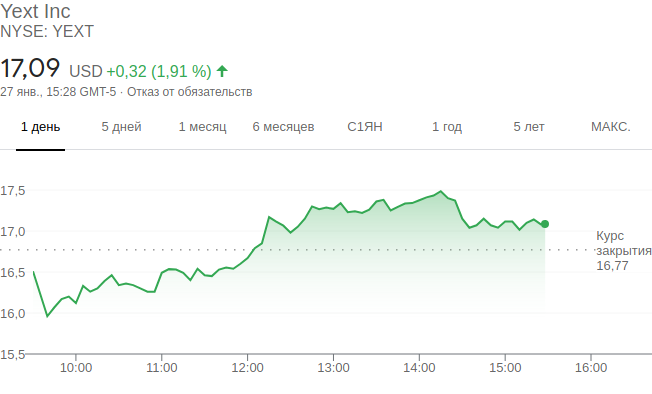 Yext Inc
NYSE: YEXT
17,09 USD +0,32 (1,91 %)
27 янв., 15:28 GMT-5 · Отказ от обязательств
1 день 5 дней 1 месяц 6 месяцев С1ЯН 1 год 5 лет МАКС.
17,5
17,0
Курс
закрытия
16,77
16,5
16,0
15,5
10:00 11:00 12:00 13:00 14:00 15:00 16:00